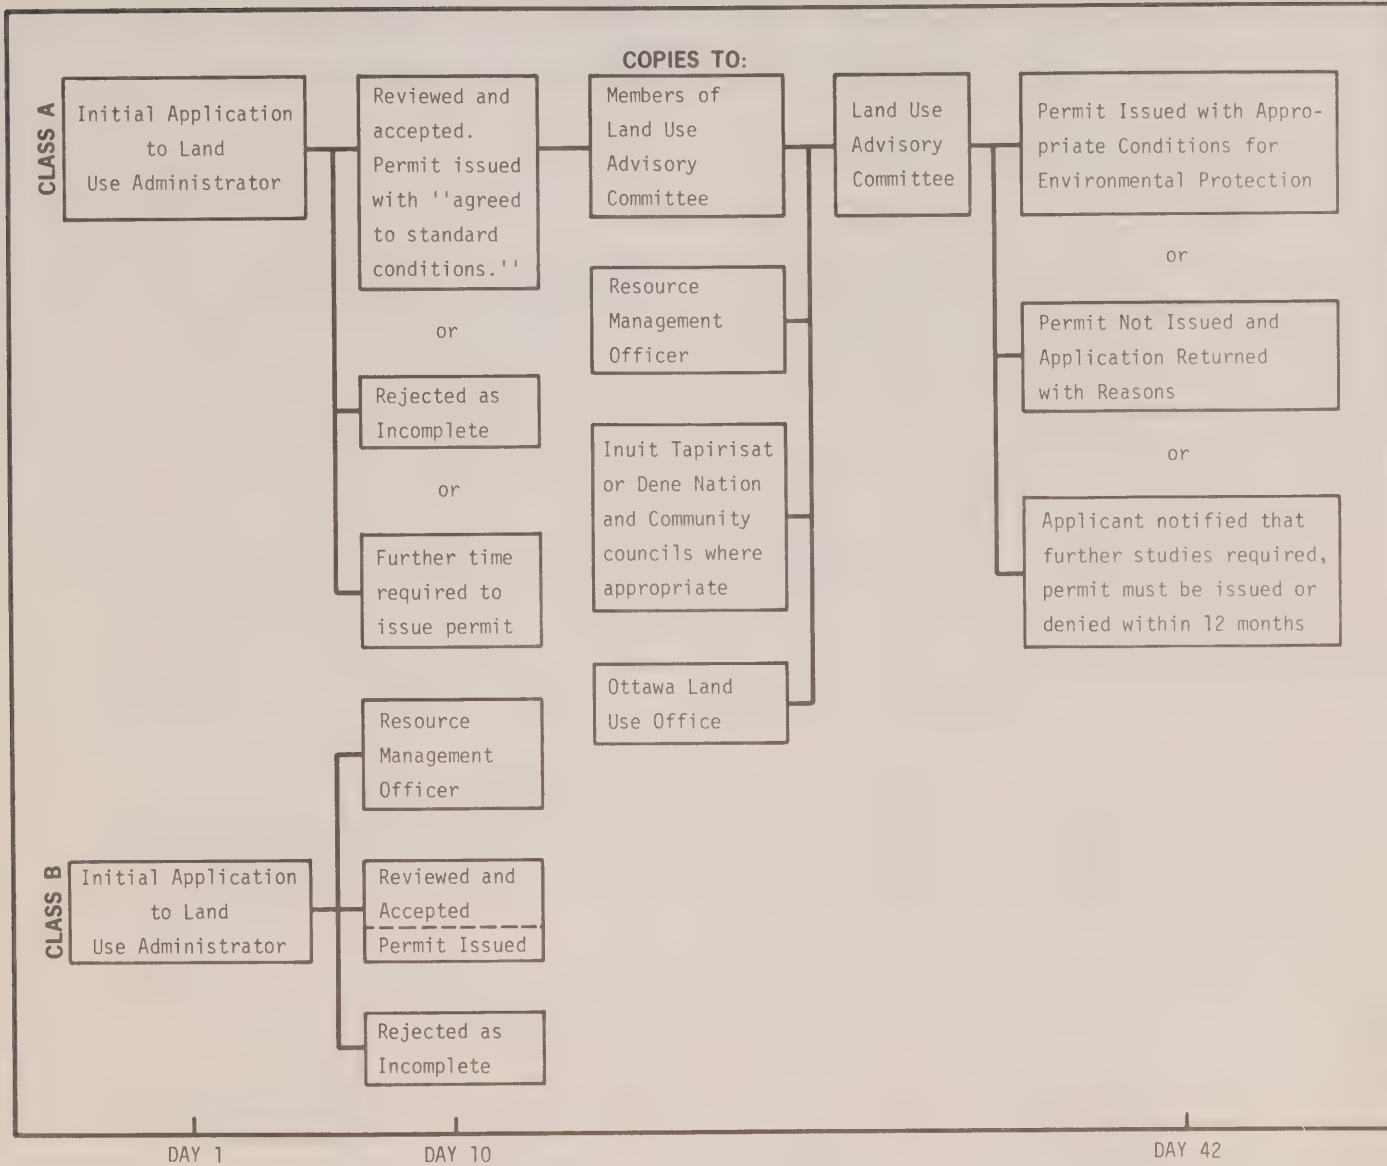 COPIES TO:
CLASS A
Initial Application
to Land
Use Administrator
Reviewed and
accepted.
Permit issued
with ''agreed
to standard
conditions.''
or
Rejected as
Incomplete
or
Further time
required to
issue permit
Members of
Land Use
Advisory
Committee
Resource
Management
Officer
Inuit Tapirisat
or Dene Nation
and Community
councils where
appropriate
Ottawa Land
Use Office
Land Use
Advisory
Committee
Permit Issued with Appro-
priate Conditions for
Environmental Protection
or
Permit Not Issued and
Application Returned
with Reasons
or
Applicant notified that
further studies required,
permit must be issued or
denied within 12 months
CLASS B
Initial Application
to Land
Use Administrator
Resource
Management
Officer
Reviewed and
Accepted
Permit Issued
Rejected as
Incomplete
DAY 1
DAY 10
DAY 42